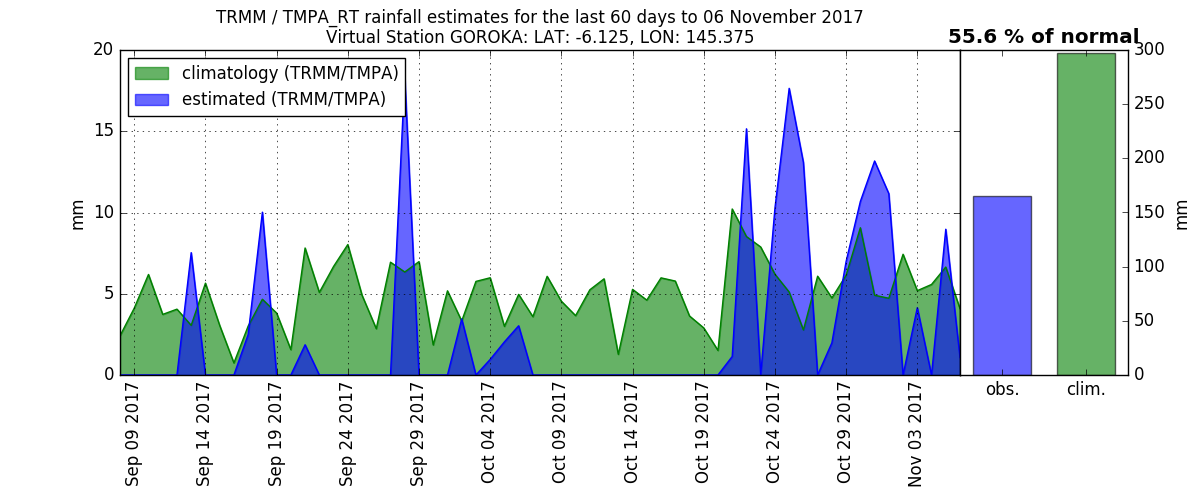 TRMM / TMPA_RT rainfall estimates for the last 60 days to 06 November 2017
Virtual Station GOROKA: LAT: -6.125, LON: 145.375
55.6 % of normal
climatology (TRMM/TMPA)
estimated (TRMM/TMPA)
20
15
10
5
0
mm
300
250
200
150
100
50
0
mm
Sep 09 2017
Sep 14 2017
Sep 19 2017
Sep 24 2017
Sep 29 2017
Oct 04 2017
Oct 09 2017
Oct 14 2017
Oct 19 2017
Oct 24 2017
Oct 29 2017
Nov 03 2017
obs.
clim.